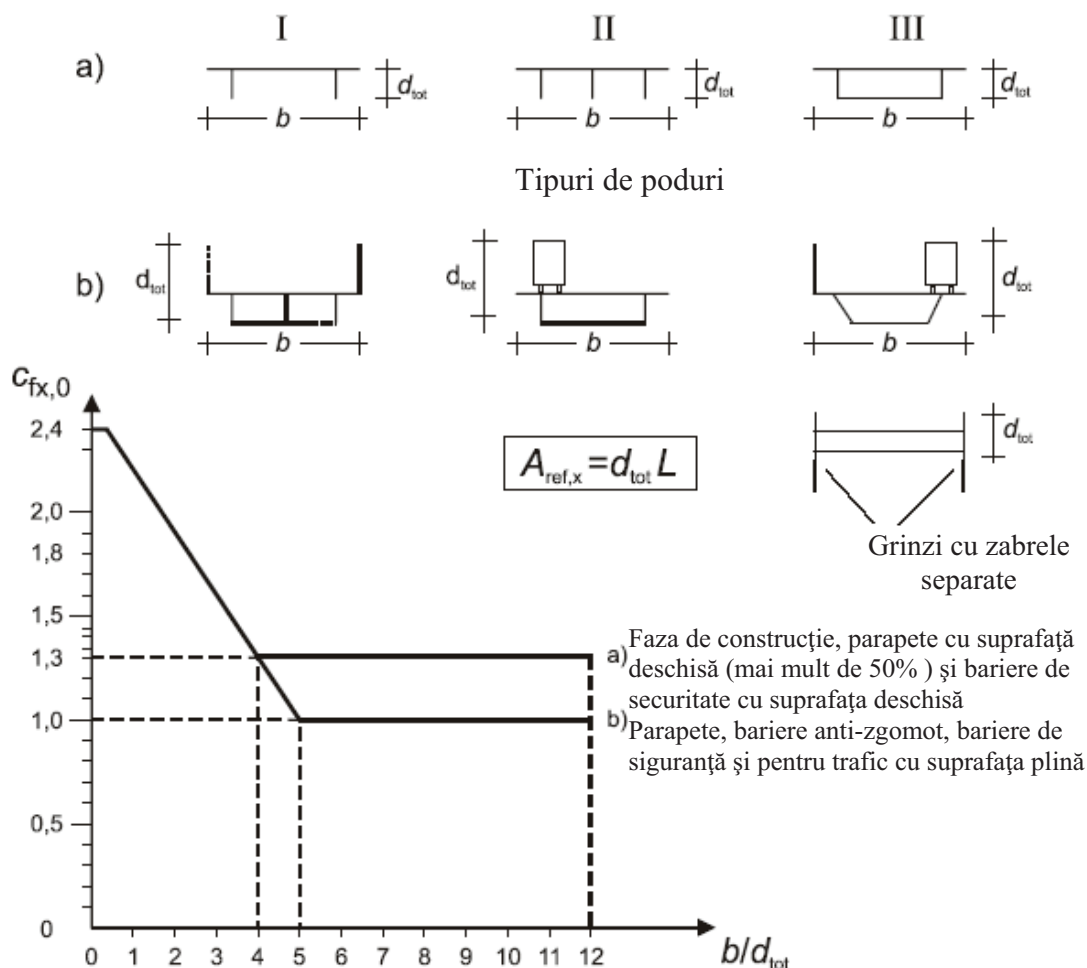 I II III
a) d_tot d_tot d_tot
b b b
Tipuri de poduri
b) d_tot d_tot d_tot
b b b
c_fx,0
2,4
2,0
1,8
1,5
1,3
1,0
0,5
0
A_ref,x = d_tot L
d_tot
Grinzi cu zabrele
separate
a) Faza de construcţie, parapete cu suprafaţă
deschisă (mai mult de 50% ) şi bariere de
securitate cu suprafaţa deschisă
b) Parapete, bariere anti-zgomot, bariere de
siguranţă şi pentru trafic cu suprafaţa plină
0 1 2 3 4 5 6 7 8 9 10 11 12
b/d_tot